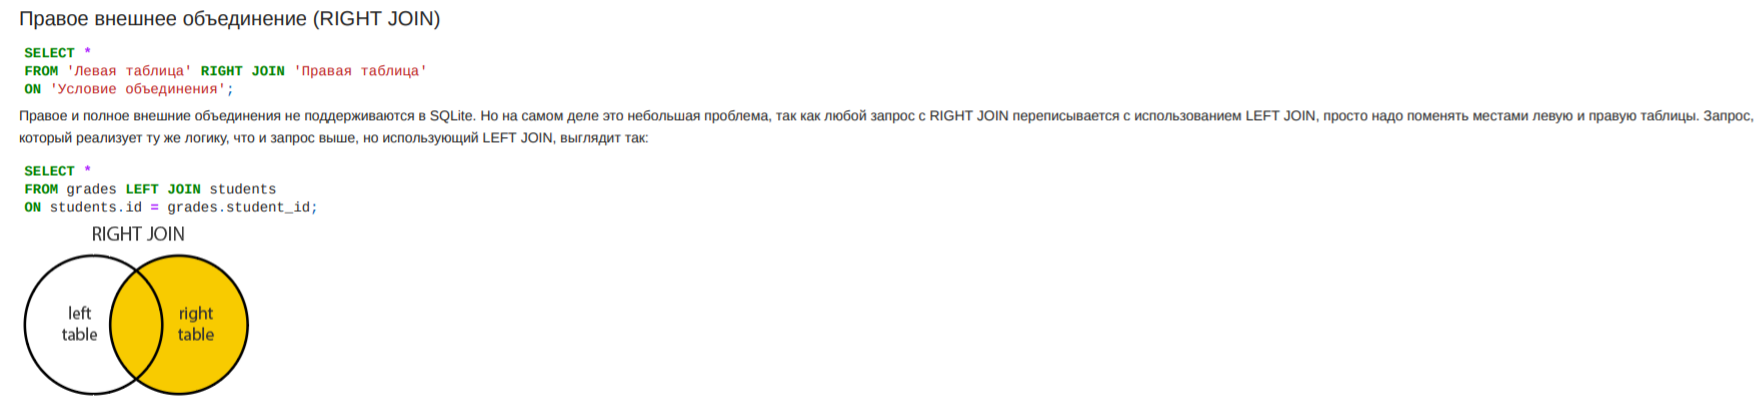 Правое внешнее объединение (RIGHT JOIN)
SELECT *
FROM 'Левая таблица' RIGHT JOIN 'Правая таблица'
ON 'Условие объединения';
Правое и полное внешние объединения не поддерживаются в SQLite. Но на самом деле это небольшая проблема, так как любой запрос с RIGHT JOIN переписывается с использованием LEFT JOIN, просто надо поменять местами левую и правую таблицы. Запрос,
который реализует ту же логику, что и запрос выше, но использующий LEFT JOIN, выглядит так:
SELECT *
FROM grades LEFT JOIN students
ON students.id = grades.student_id;
RIGHT JOIN
left
table
right
table